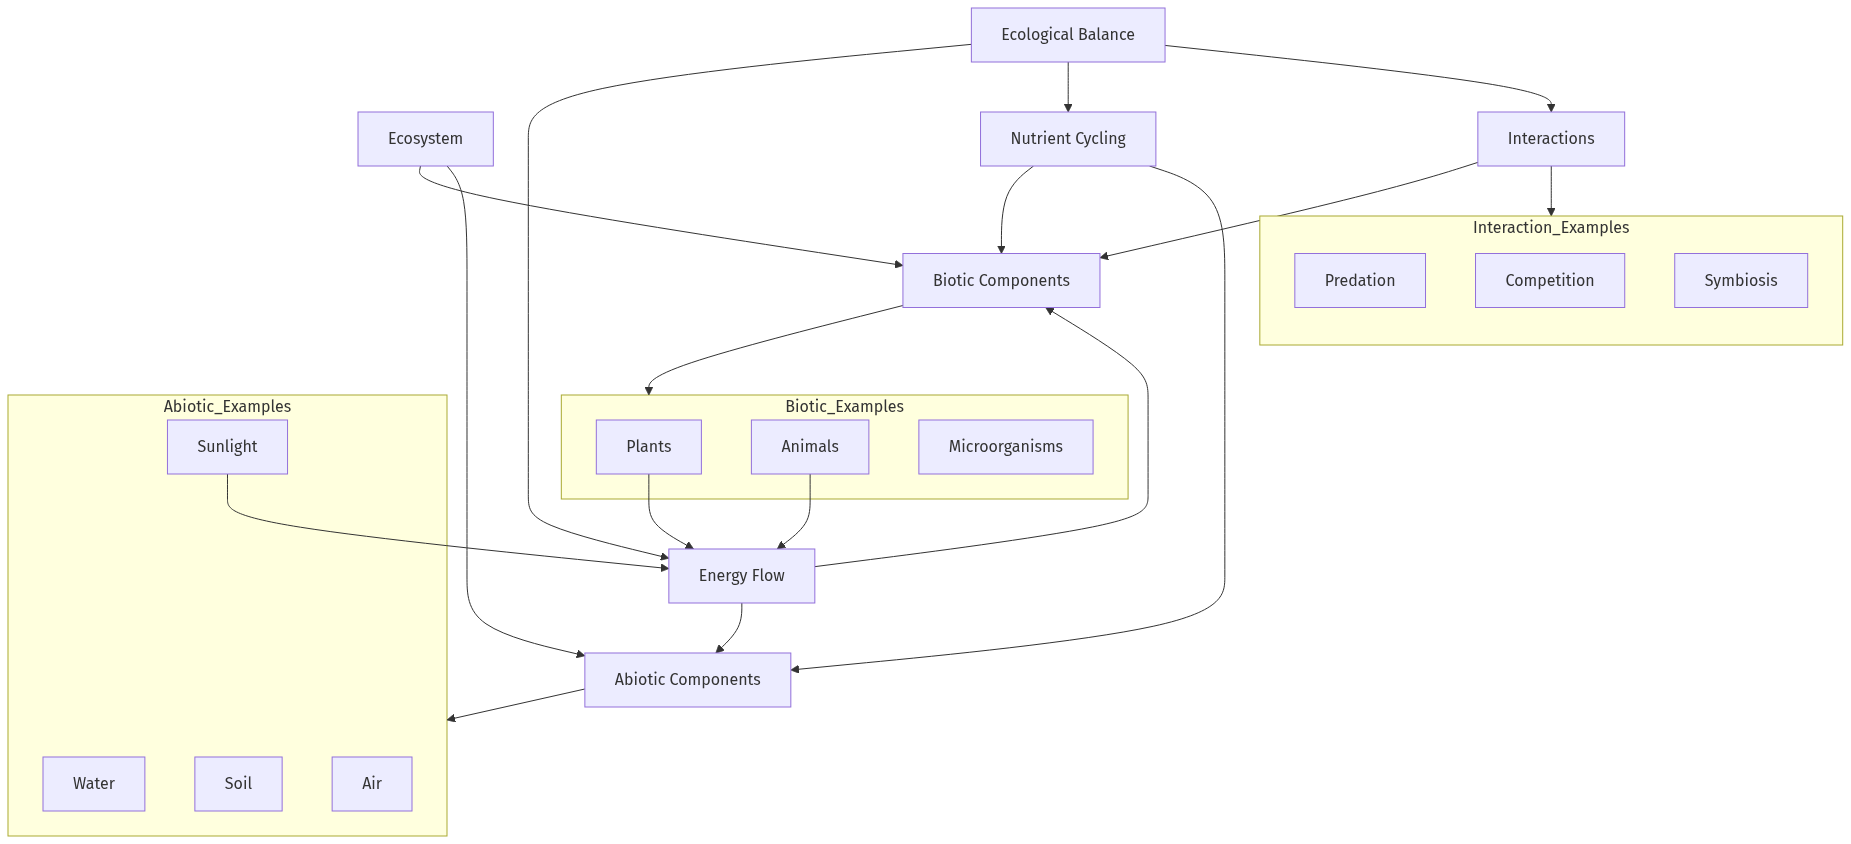 Ecological Balance
Ecosystem
Nutrient Cycling
Interactions
Interaction_Examples
Biotic Components
Predation
Competition
Symbiosis
Abiotic_Examples
Biotic_Examples
Sunlight
Plants
Animals
Microorganisms
Energy Flow
Abiotic Components
Water
Soil
Air